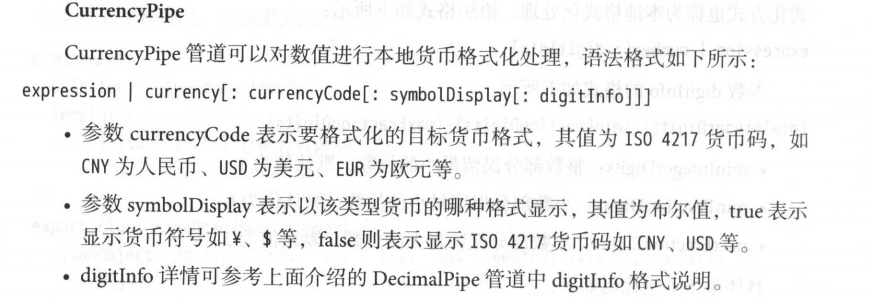 CurrencyPipe
CurrencyPipe 管道可以对数值进行本地货币格式化处理，语法格式如下所示：
expression | currency[: currencyCode[: symbolDisplay[: digitInfo]]]
• 参数 currencyCode 表示要格式化的目标货币格式，其值为 ISO 4217 货币码，如
CNY 为人民币、USD 为美元、EUR 为欧元等。
• 参数 symbolDisplay 表示以该类型货币的哪种格式显示，其值为布尔值，true 表示
显示货币符号如 ¥、$ 等，false 则表示显示 ISO 4217 货币码如 CNY、USD 等。
• digitInfo 详情可参考上面介绍的 DecimalPipe 管道中 digitInfo 格式说明。